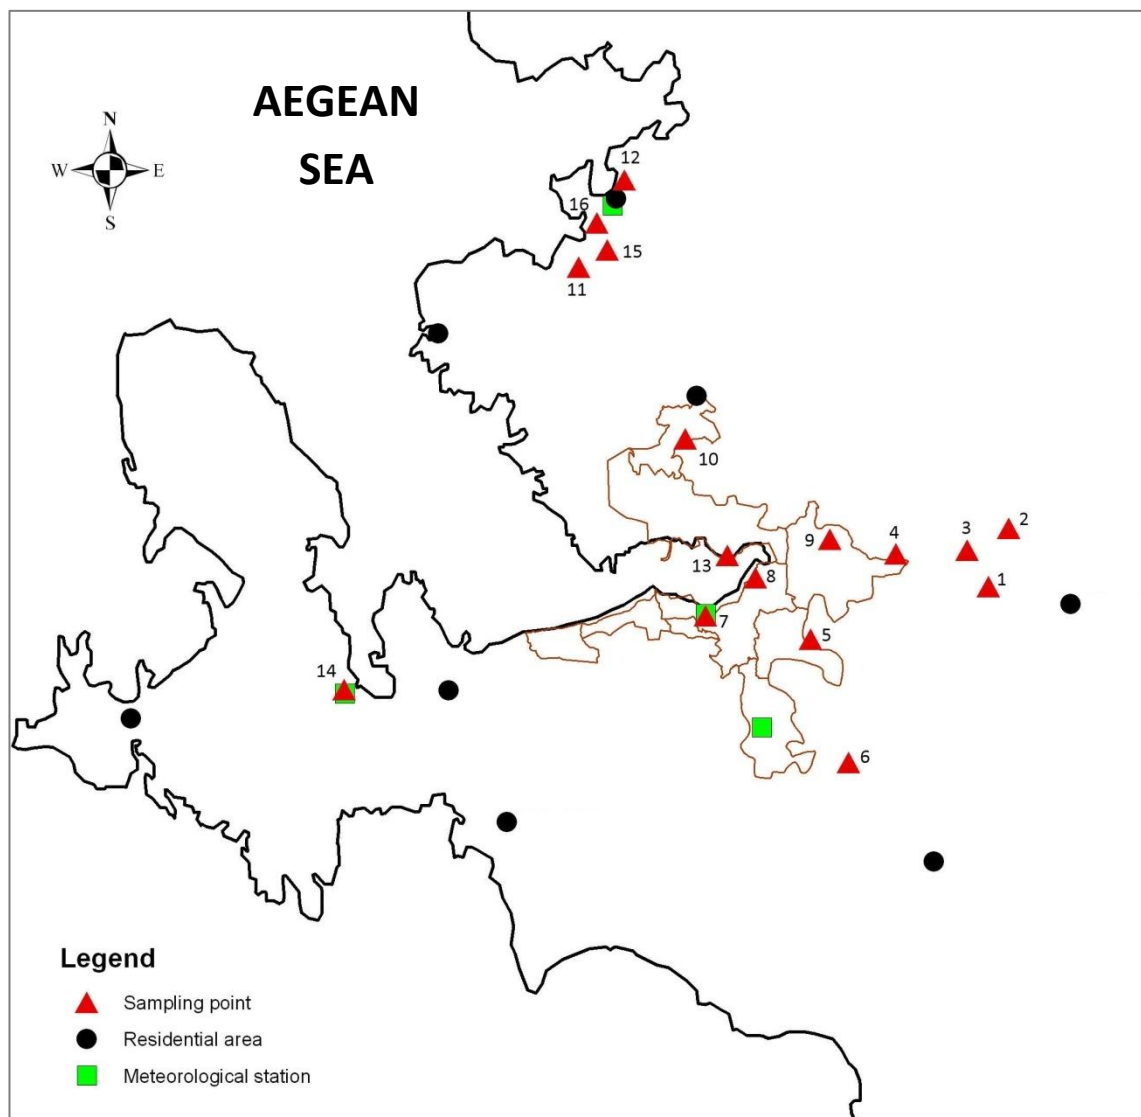 AEGEAN
SEA
N
W E
S
12
16
15
11
10
2
3
4
9
13
8
1
7
5
14
6
Legend
Sampling point
Residential area
Meteorological station